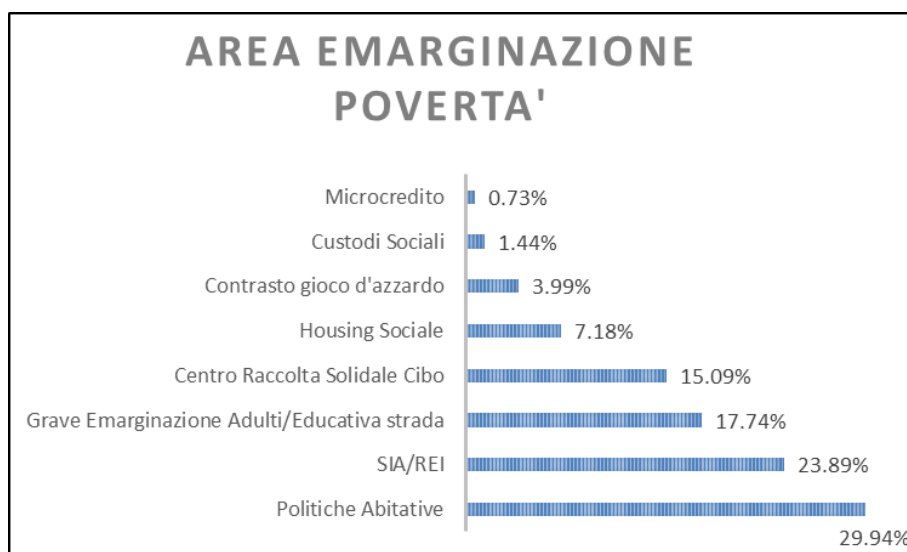 AREA EMARGINAZIONE
POVERTA'
Microcredito 0.73%
Custodi Sociali 1.44%
Contrasto gioco d'azzardo 3.99%
Housing Sociale 7.18%
Centro Raccolta Solidale Cibo 15.09%
Grave Emarginazione Adulti/Educativa strada 17.74%
SIA/REI 23.89%
Politiche Abitative 29.94%